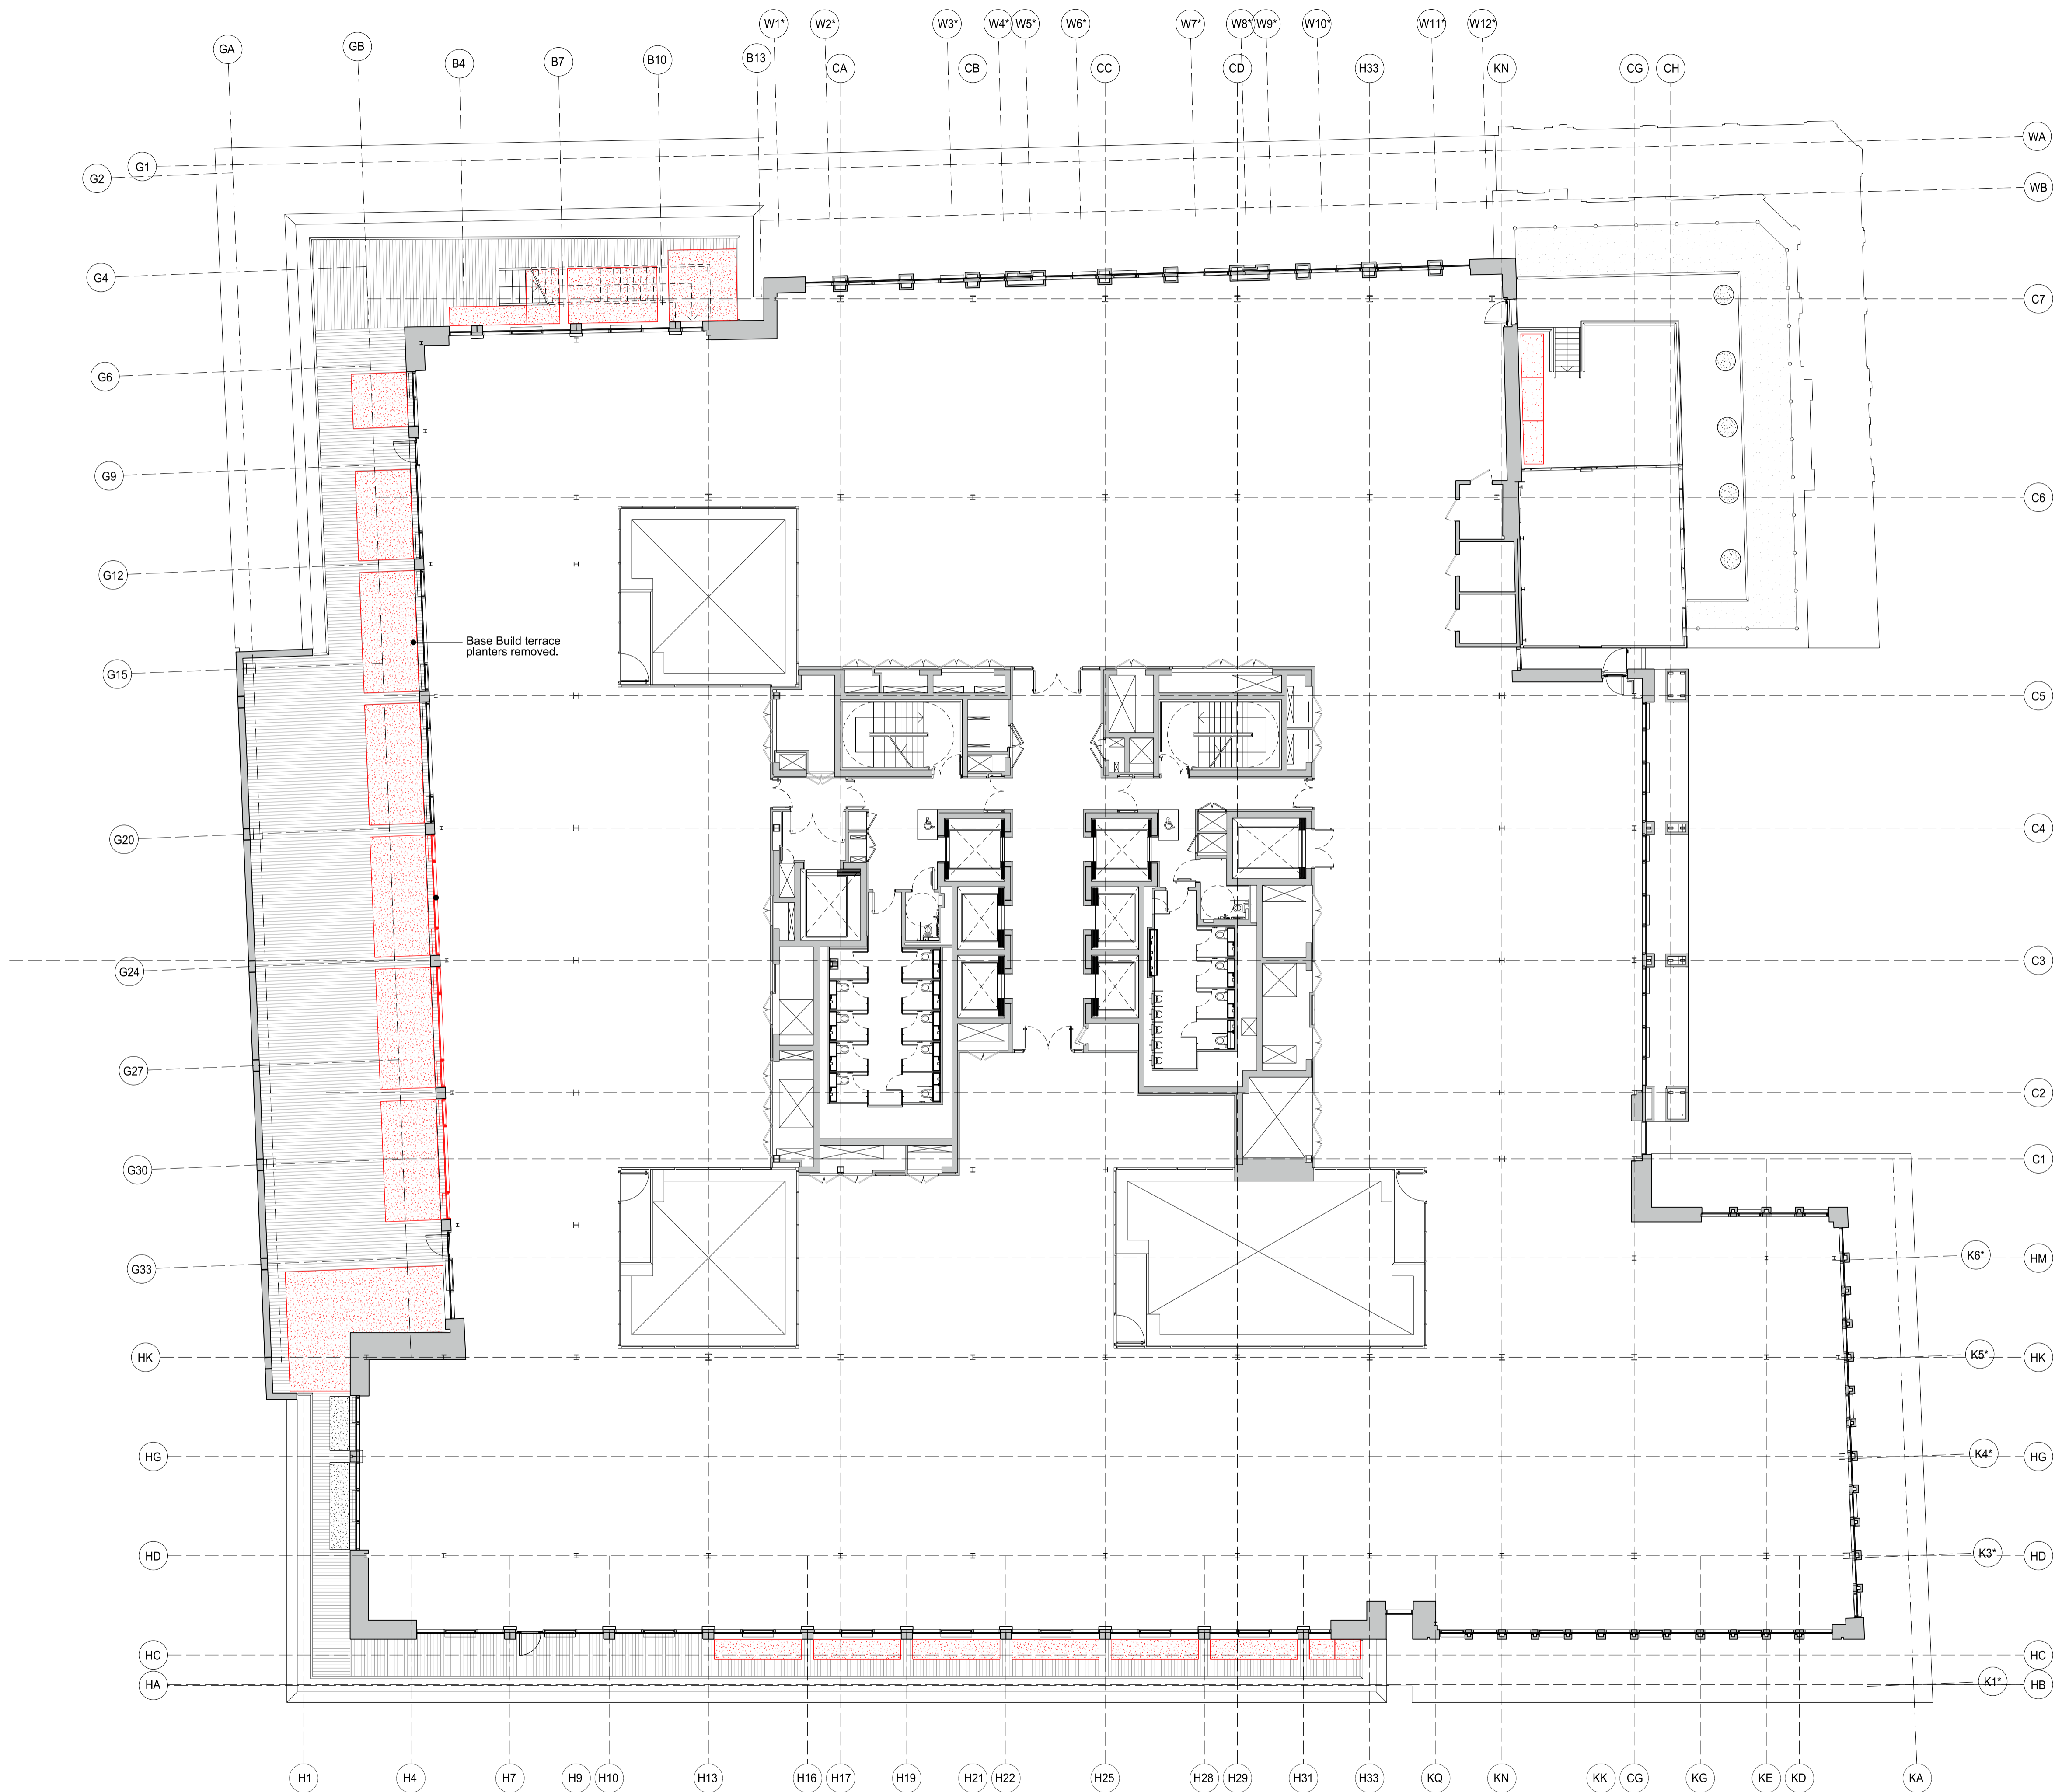 W1*
W2*
W3*
W4*
W5*
W6*
W7*
W8*
W9*
W10*
W11*
W12*
GA
GB
B4
B7
B10
B13
CA
CB
CC
CD
H33
KN
CG
CH
G1
G2
WA
WB
G4
C7
G6
G9
C6
G12
Base Build terrace
planters removed.
G15
C5
G20
C4
G24
C3
G27
C2
G30
C1
G33
K6*
HM
HK
K5*
HK
HG
K4*
HG
HD
K3*
HD
HC
HC
HA
K1*
HB
H1
H4
H7
H9
H10
H13
H16
H17
H19
H21
H22
H25
H28
H29
H31
H33
KQ
KN
KK
CG
KG
KE
KD
KA